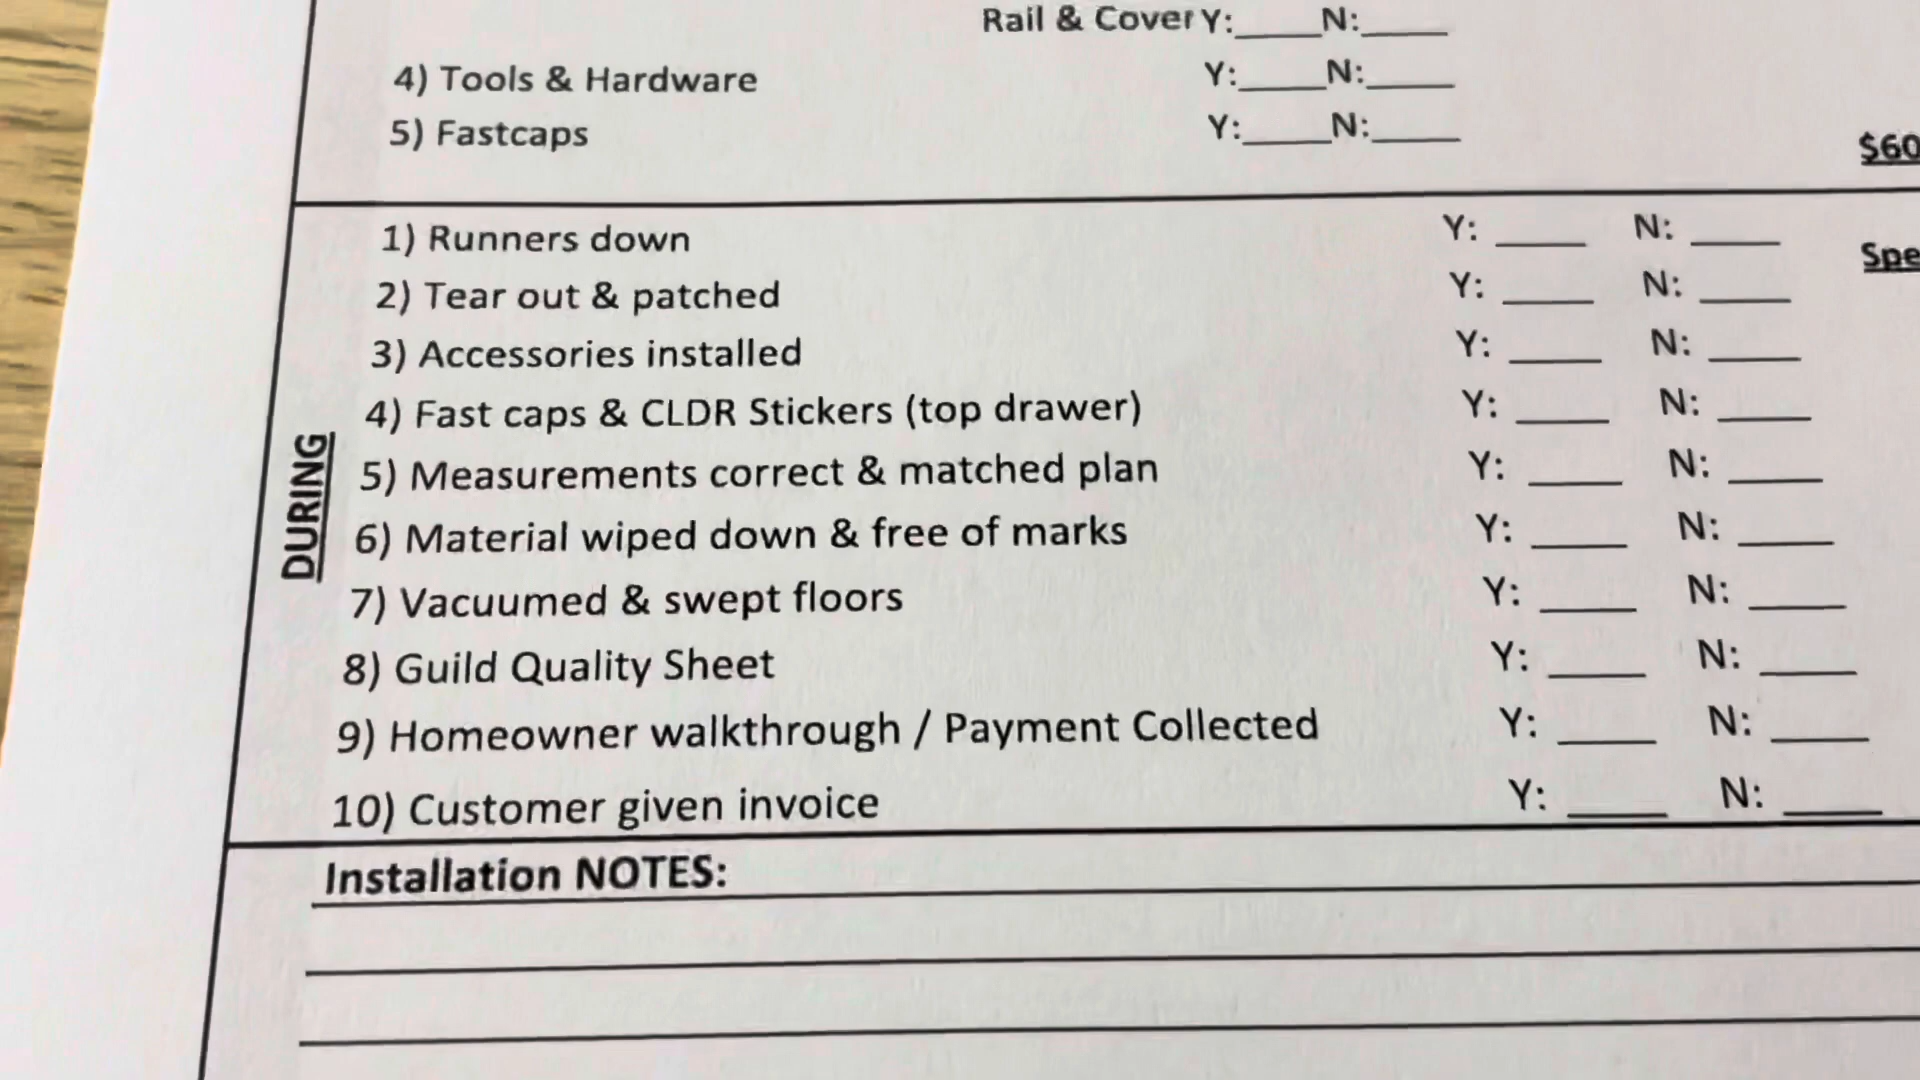 Rail & Cover Y:____N:____
4) Tools & Hardware Y:____N:____
5) Fastcaps Y:____N:____
$60
1) Runners down Y: ____ N: ____
Spe
2) Tear out & patched Y: ____ N: ____
3) Accessories installed Y: ____ N: ____
4) Fast caps & CLDR Stickers (top drawer) Y: ____ N: ____
DURING
5) Measurements correct & matched plan Y: ____ N: ____
6) Material wiped down & free of marks Y: ____ N: ____
7) Vacuumed & swept floors Y: ____ N: ____
8) Guild Quality Sheet Y: ____ N: ____
9) Homeowner walkthrough / Payment Collected Y: ____ N: ____
10) Customer given invoice Y: ____ N: ____
Installation NOTES: